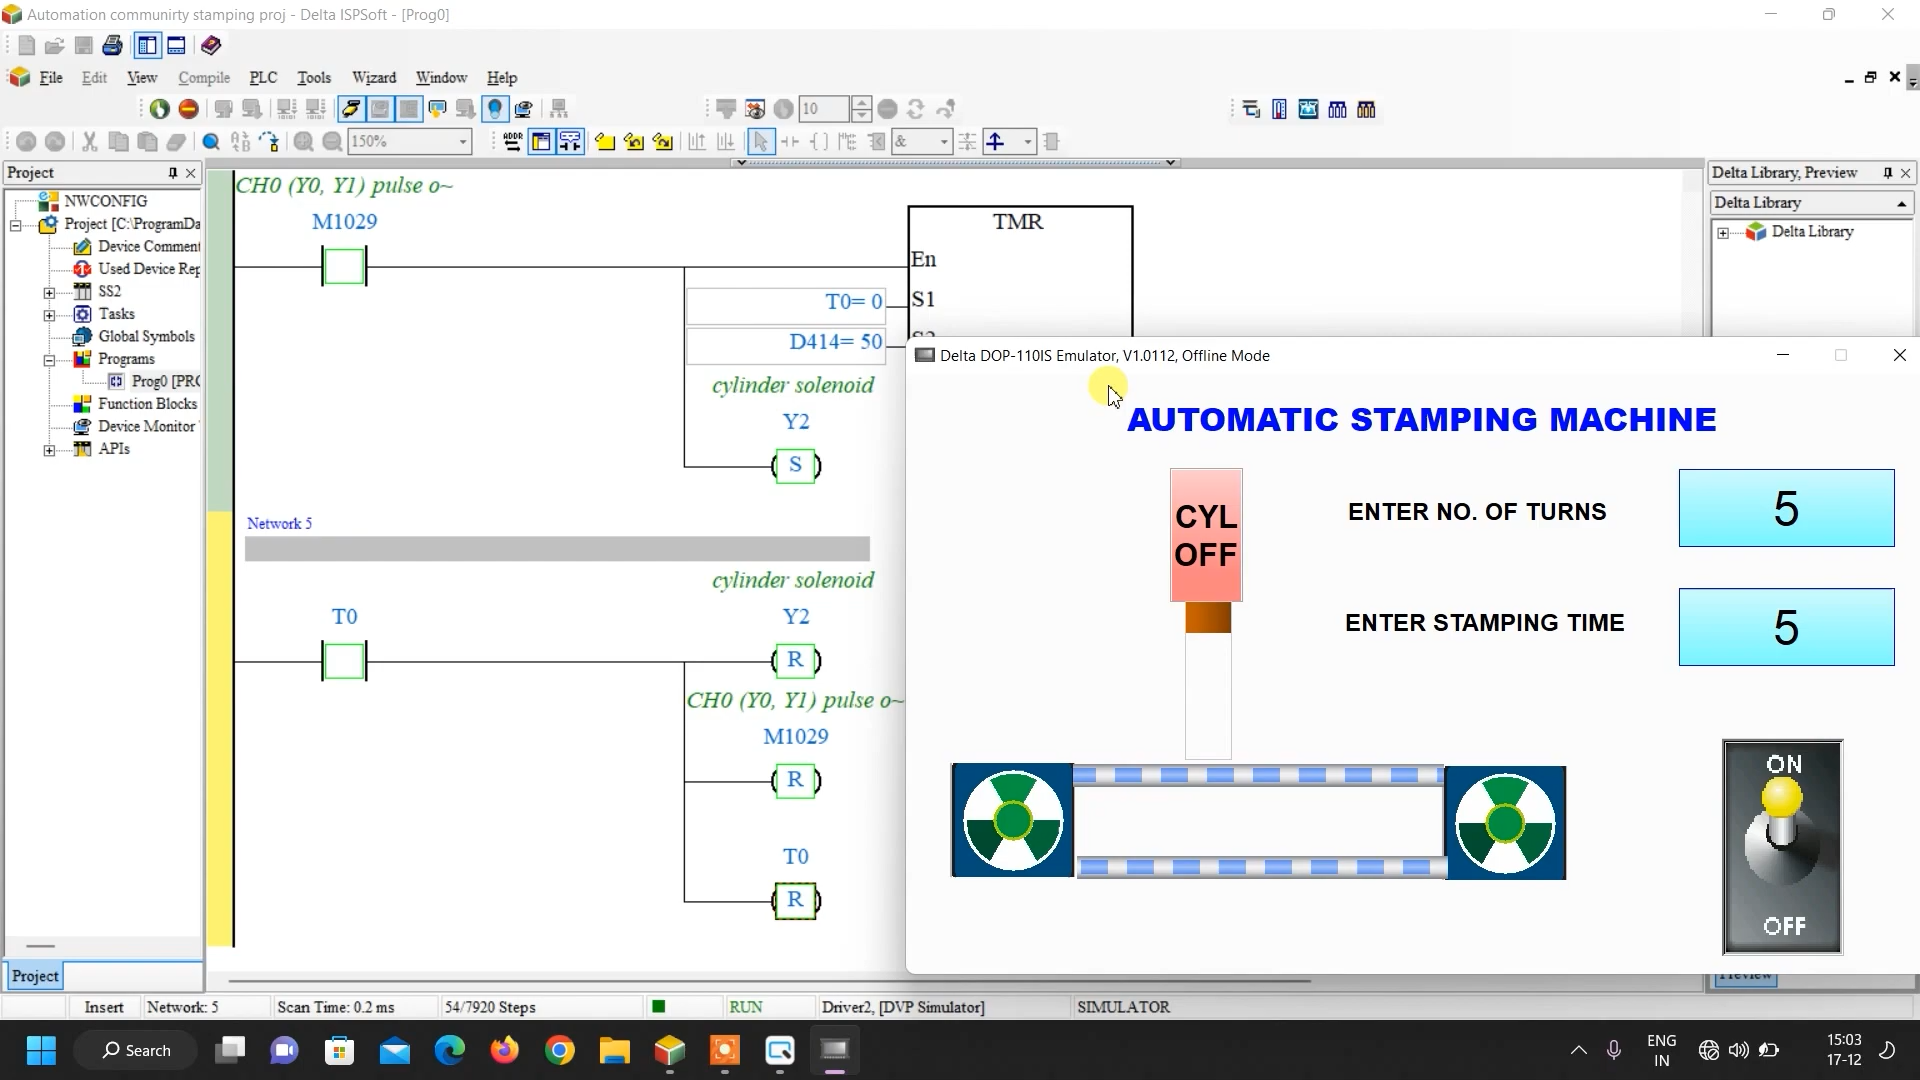 Automation communirty stamping proj - Delta ISPSoft - [Prog0]
File Edit View Compile PLC Tools Wizard Window Help
10
150%
ADDR
&
Project
NWCONFIG
Project [C:\ProgramDa
Device Comment
Used Device Rep
SS2
Tasks
Global Symbols
Programs
Prog0 [PRO
Function Blocks
Device Monitor
APIs
Project
CH0 (Y0, Y1) pulse o~
M1029
TMR
En
T0= 0
S1
D414= 50
S2
cylinder solenoid
Y2
S
Network 5
cylinder solenoid
T0
Y2
R
CH0 (Y0, Y1) pulse o~
M1029
R
T0
R
Delta Library, Preview
Delta Library
Delta Library
Preview
Delta DOP-110IS Emulator, V1.0112, Offline Mode
AUTOMATIC STAMPING MACHINE
CYL
OFF
ENTER NO. OF TURNS
5
ENTER STAMPING TIME
5
ON
OFF
Insert Network: 5 Scan Time: 0.2 ms 54/7920 Steps RUN Driver2, [DVP Simulator] SIMULATOR
Search
ENG
IN
15:03
17-12